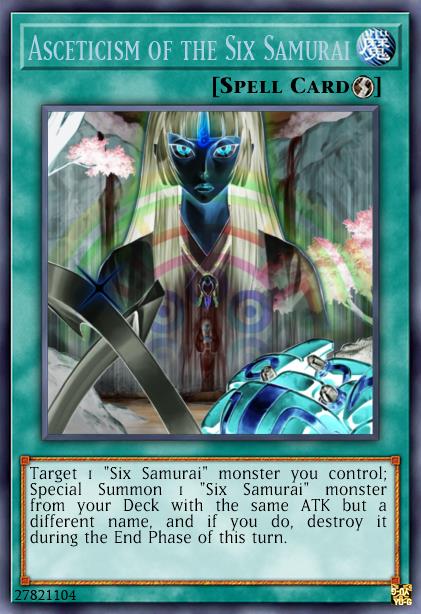 Asceticism of the Six Samurai 魔
[Spell Card]
Target 1 "Six Samurai" monster you control;
Special Summon 1 "Six Samurai" monster
from your Deck with the same ATK but a
different name, and if you do, destroy it
during the End Phase of this turn.
27821104